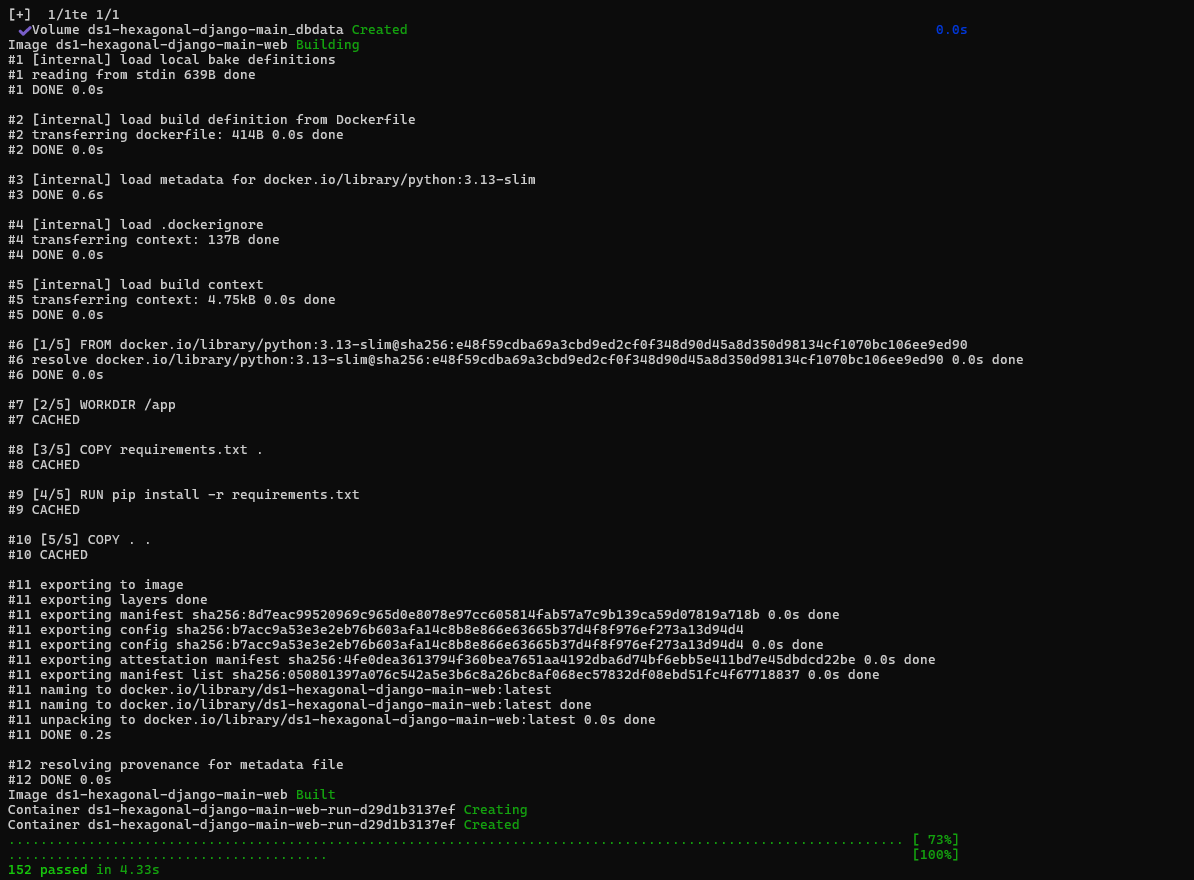 [+]  1/1te 1/1
 ✔Volume ds1-hexagonal-django-main_dbdata Created 0.0s
Image ds1-hexagonal-django-main-web Building
#1 [internal] load local bake definitions
#1 reading from stdin 639B done
#1 DONE 0.0s
#2 [internal] load build definition from Dockerfile
#2 transferring dockerfile: 414B 0.0s done
#2 DONE 0.0s
#3 [internal] load metadata for docker.io/library/python:3.13-slim
#3 DONE 0.6s
#4 [internal] load .dockerignore
#4 transferring context: 137B done
#4 DONE 0.0s
#5 [internal] load build context
#5 transferring context: 4.75kB 0.0s done
#5 DONE 0.0s
#6 [1/5] FROM docker.io/library/python:3.13-slim@sha256:e48f59cdba69a3cbd9ed2cf0f348d90d45a8d350d98134cf1070bc106ee9ed90
#6 resolve docker.io/library/python:3.13-slim@sha256:e48f59cdba69a3cbd9ed2cf0f348d90d45a8d350d98134cf1070bc106ee9ed90 0.0s done
#6 DONE 0.0s
#7 [2/5] WORKDIR /app
#7 CACHED
#8 [3/5] COPY requirements.txt .
#8 CACHED
#9 [4/5] RUN pip install -r requirements.txt
#9 CACHED
#10 [5/5] COPY . .
#10 CACHED
#11 exporting to image
#11 exporting layers done
#11 exporting manifest sha256:8d7eac99520969c965d0e8078e97cc605814fab57a7c9b139ca59d07819a718b 0.0s done
#11 exporting config sha256:b7acc9a53e3e2eb76b603afa14c8b8e866e63665b37d4f8f976ef273a13d94d4
#11 exporting config sha256:b7acc9a53e3e2eb76b603afa14c8b8e866e63665b37d4f8f976ef273a13d94d4 0.0s done
#11 exporting attestation manifest sha256:4fe0dea3613794f360bea7651aa4192dba6d74bf6ebb5e411bd7e45dbdcd22be 0.0s done
#11 exporting manifest list sha256:050801397a076c542a5e3b6c8a26bc8af068ec57832df08ebd51fc4f67718837 0.0s done
#11 naming to docker.io/library/ds1-hexagonal-django-main-web:latest
#11 naming to docker.io/library/ds1-hexagonal-django-main-web:latest done
#11 unpacking to docker.io/library/ds1-hexagonal-django-main-web:latest 0.0s done
#11 DONE 0.2s
#12 resolving provenance for metadata file
#12 DONE 0.0s
Image ds1-hexagonal-django-main-web Built
Container ds1-hexagonal-django-main-web-run-d29d1b3137ef Creating
Container ds1-hexagonal-django-main-web-run-d29d1b3137ef Created
................................................................................................................ [ 73%]
........................................ [100%]
152 passed in 4.33s